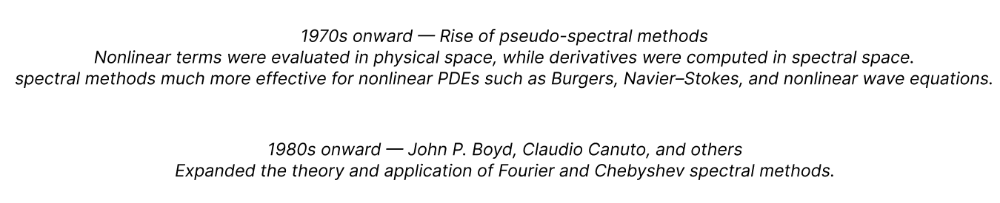 1970s onward — Rise of pseudo-spectral methods
Nonlinear terms were evaluated in physical space, while derivatives were computed in spectral space.
spectral methods much more effective for nonlinear PDEs such as Burgers, Navier–Stokes, and nonlinear wave equations.
1980s onward — John P. Boyd, Claudio Canuto, and others
Expanded the theory and application of Fourier and Chebyshev spectral methods.